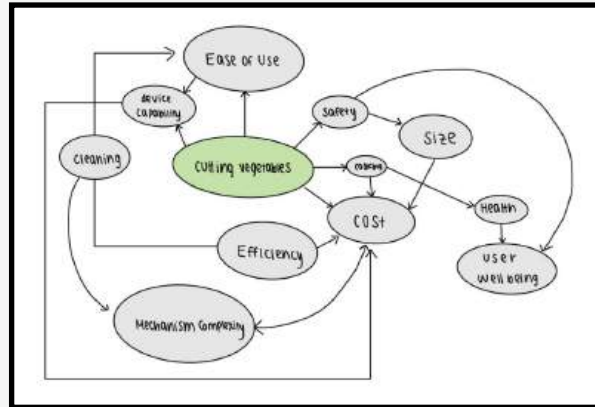 Ease of Use
device
capability
safety
Size
Cleaning
Cutting vegetables
Cost
Health
Efficiency
User
Well being
Mechanism Complexity